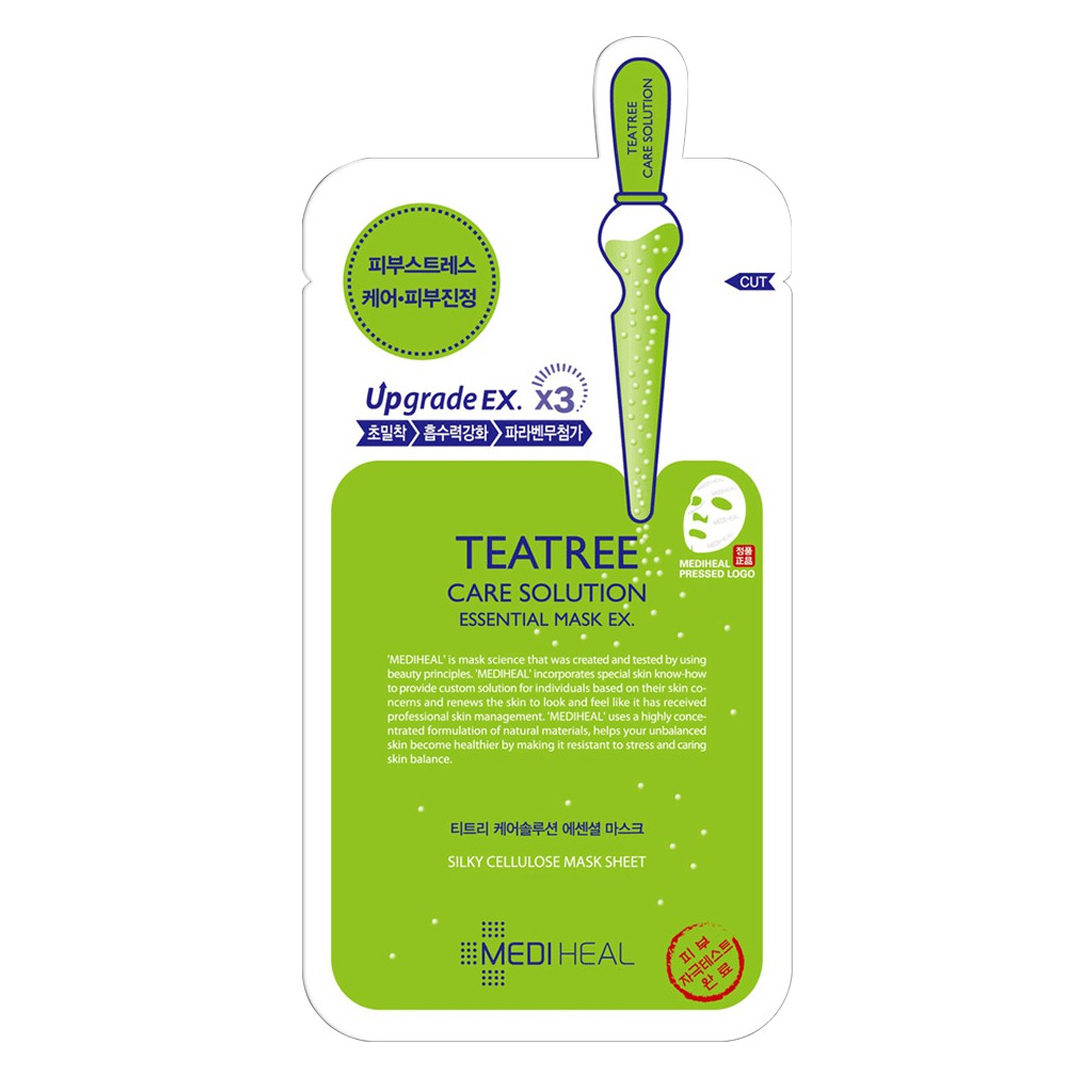 TEATREE
CARE SOLUTION
피부스트레스
케어•피부진정
CUT
Upgrade EX. x3
초밀착 흡수력강화 파라벤무첨가
MEDIHEAL
PRESSED LOGO
정품
正品
TEATREE
CARE SOLUTION
ESSENTIAL MASK EX.
'MEDIHEAL' is mask science that was created and tested by using
beauty principles. 'MEDIHEAL' incorporates special skin know-how
to provide custom solution for individuals based on their skin co-
ncerns and renews the skin to look and feel like it has received
professional skin management. 'MEDIHEAL' uses a highly conce-
ntrated formulation of natural materials, helps your unbalanced
skin become healthier by making it resistant to stress and caring
skin balance.
티트리 케어솔루션 에센셜 마스크
SILKY CELLULOSE MASK SHEET
MEDIHEAL
피부
자극테스트
완료